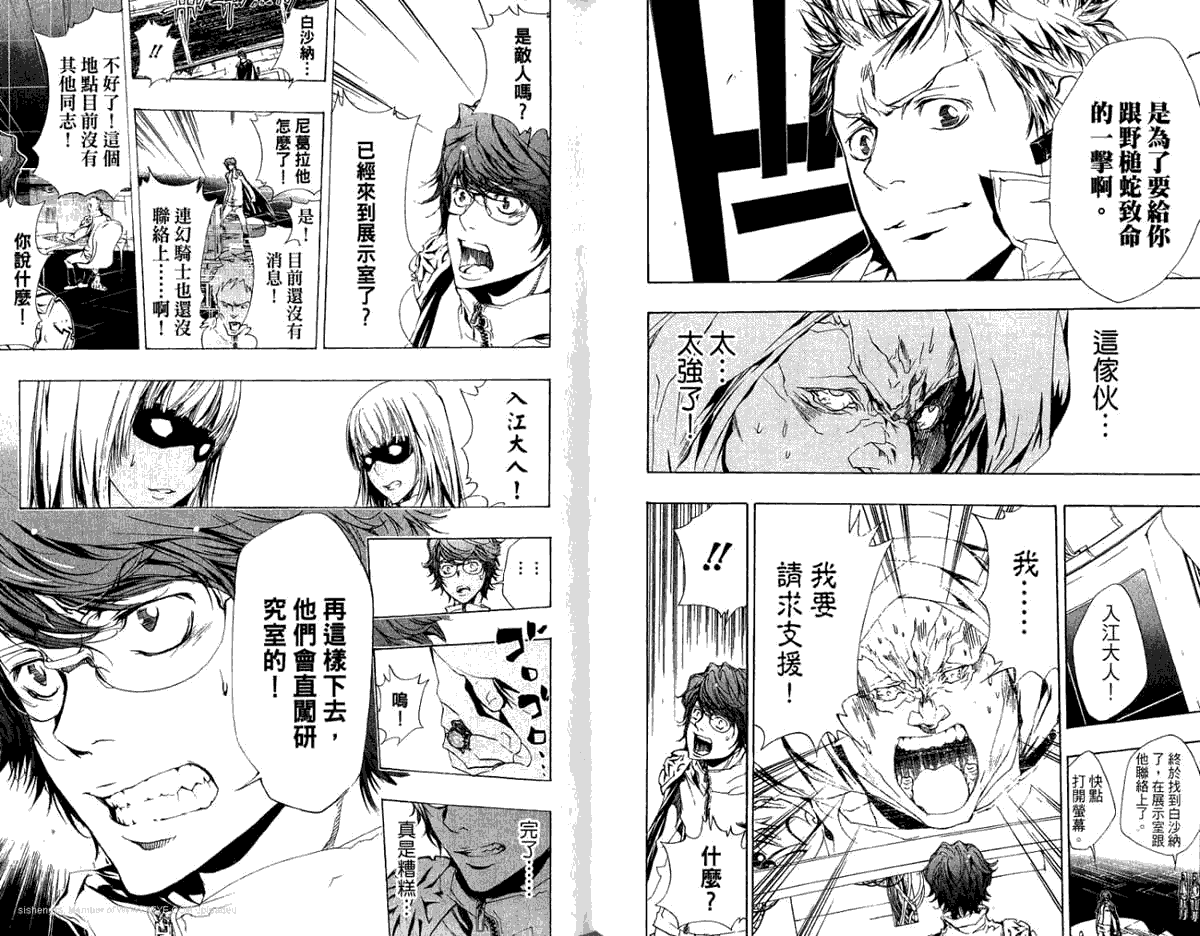 是為了要給你
跟野槌蛇致命
的一擊啊。
這傢伙…
太…
太強了！
入江大人！
終於找到白沙納
了，在展示室跟
他聯絡上了。
快點
打開螢幕。
我……
我要
請求支援！
!!
什麼？
是敵人嗎？
已經來到展示室了？
白沙納…
!!
尼葛拉他
怎麼了！
是！
目前還沒有
消息！
連幻騎士也還沒
聯絡上……啊！
不好了！這個
地點目前沒有
其他同志！
你說什麼！
入江大人！
……
嗚！
ゴゴゴ
再這樣下去，
他們會直闖研
究室的！
完了……
真是糟糕…